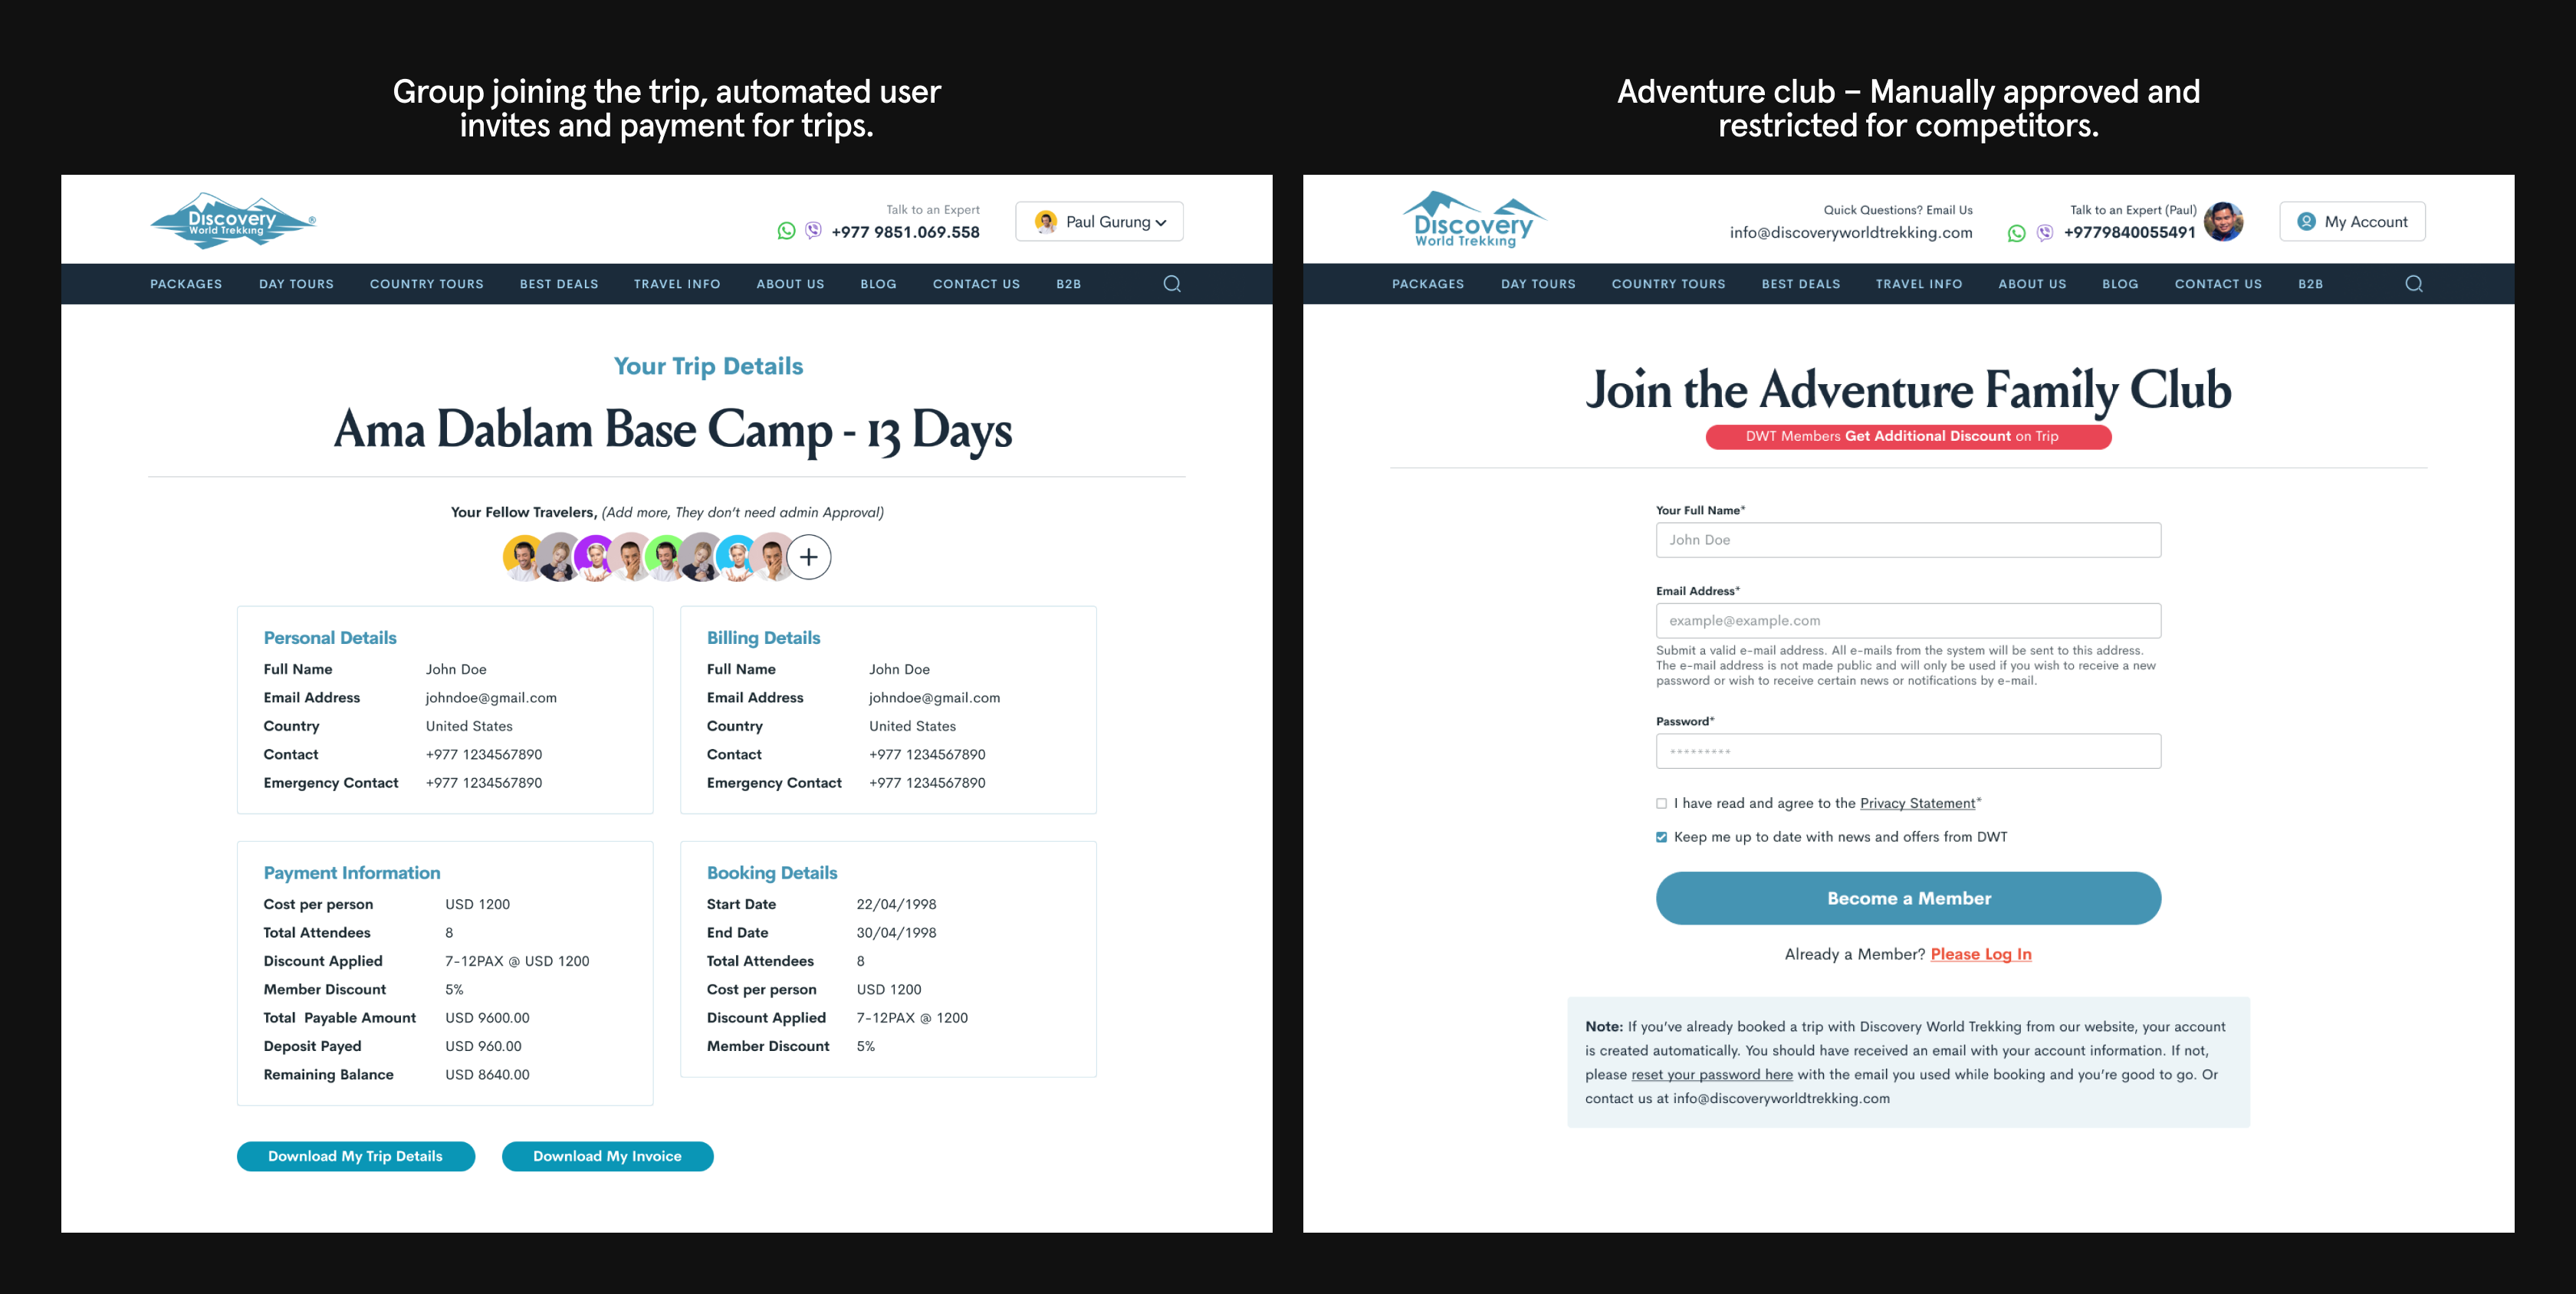 Group joining the trip, automated user
invites and payment for trips.
Discovery
World Trekking
®
Talk to an Expert
+977 9851.069.558
Paul Gurung
PACKAGES DAY TOURS COUNTRY TOURS BEST DEALS TRAVEL INFO ABOUT US BLOG CONTACT US B2B
Your Trip Details
Ama Dablam Base Camp - 13 Days
Your Fellow Travelers, (Add more, They don't need admin Approval)
Personal Details
Full Name John Doe
Email Address johndoe@gmail.com
Country United States
Contact +977 1234567890
Emergency Contact +977 1234567890
Billing Details
Full Name John Doe
Email Address johndoe@gmail.com
Country United States
Contact +977 1234567890
Emergency Contact +977 1234567890
Payment Information
Cost per person USD 1200
Total Attendees 8
Discount Applied 7-12PAX @ USD 1200
Member Discount 5%
Total Payable Amount USD 9600.00
Deposit Payed USD 960.00
Remaining Balance USD 8640.00
Booking Details
Start Date 22/04/1998
End Date 30/04/1998
Total Attendees 8
Cost per person USD 1200
Discount Applied 7-12PAX @ 1200
Member Discount 5%
Download My Trip Details
Download My Invoice
Adventure club – Manually approved and
restricted for competitors.
Discovery
World Trekking
Quick Questions? Email Us
info@discoveryworldtrekking.com
Talk to an Expert (Paul)
+9779840055491
My Account
PACKAGES DAY TOURS COUNTRY TOURS BEST DEALS TRAVEL INFO ABOUT US BLOG CONTACT US B2B
Join the Adventure Family Club
DWT Members Get Additional Discount on Trip
Your Full Name*
John Doe
Email Address*
example@example.com
Submit a valid e-mail address. All e-mails from the system will be sent to this address.
The e-mail address is not made public and will only be used if you wish to receive a new
password or wish to receive certain news or notifications by e-mail.
Password*
*********
I have read and agree to the Privacy Statement*
Keep me up to date with news and offers from DWT
Become a Member
Already a Member? Please Log In
Note: If you've already booked a trip with Discovery World Trekking from our website, your account
is created automatically. You should have received an email with your account information. If not,
please reset your password here with the email you used while booking and you're good to go. Or
contact us at info@discoveryworldtrekking.com